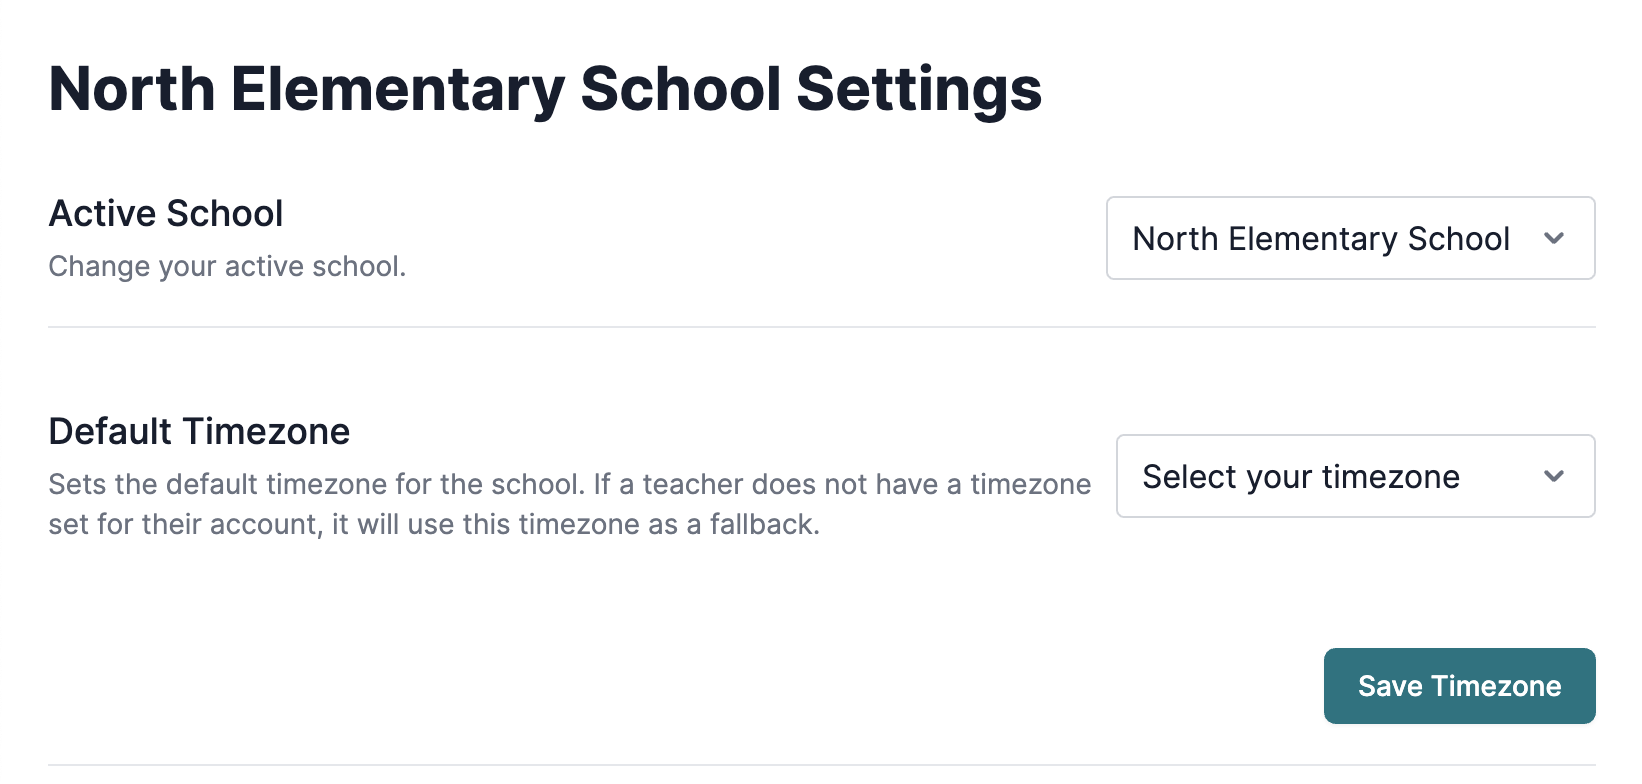 North Elementary School Settings
Active School
Change your active school.
North Elementary School
Default Timezone
Sets the default timezone for the school. If a teacher does not have a timezone
set for their account, it will use this timezone as a fallback.
Select your timezone
Save Timezone